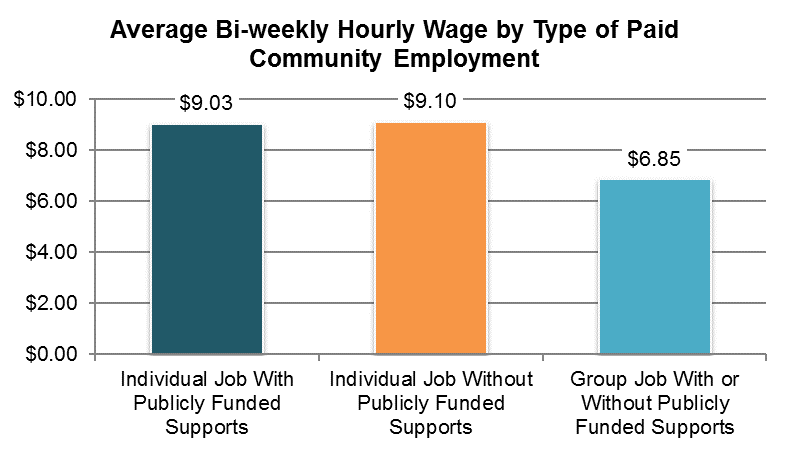 Average Bi-weekly Hourly Wage by Type of Paid
Community Employment
$10.00
$8.00
$6.00
$4.00
$2.00
$0.00
$9.03
$9.10
$6.85
Individual Job With
Publicly Funded
Supports
Individual Job Without
Publicly Funded
Supports
Group Job With or
Without Publicly
Funded Supports